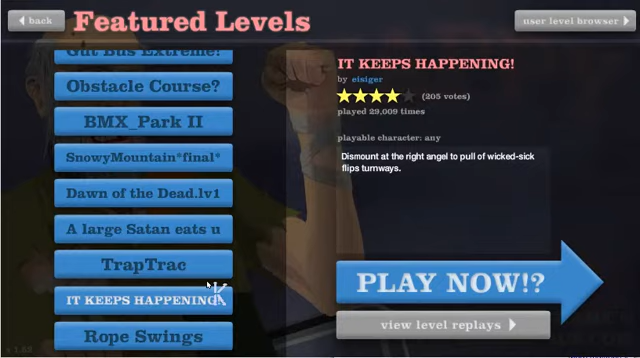 back
Featured Levels
user level browser
Gut Bus Extreme!
Obstacle Course?
BMX_Park II
SnowyMountain*final*
Dawn of the Dead.lv1
A large Satan eats u
TrapTrac
IT KEEPS HAPPENING
Rope Swings
IT KEEPS HAPPENING!
by eisiger
(205 votes)
played 29,009 times
playable character: any
Dismount at the right angel to pull of wicked-sick
flips turnways.
PLAY NOW!?
view level replays